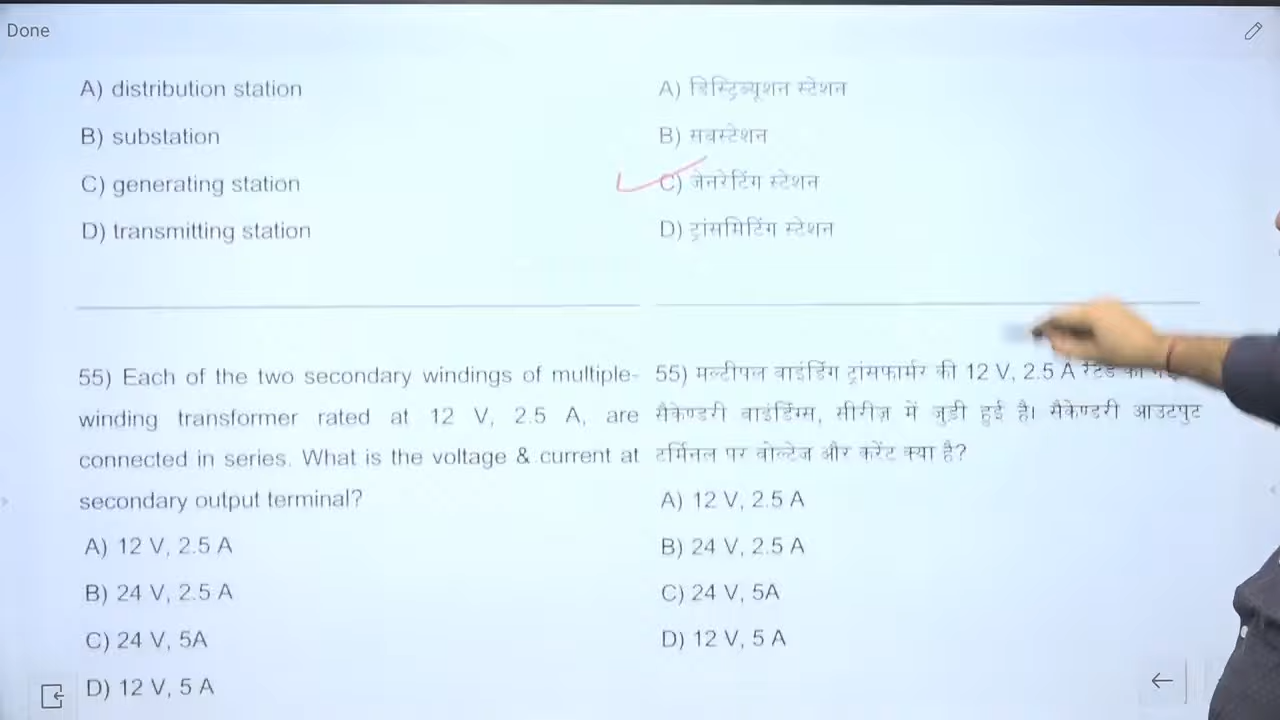 Done
A) distribution station
B) substation
C) generating station
D) transmitting station
A) डिस्ट्रिब्यूशन स्टेशन
B) सबस्टेशन
C) जेनरेटिंग स्टेशन
D) ट्रांसमिटिंग स्टेशन
55) Each of the two secondary windings of multiple-
winding transformer rated at 12 V, 2.5 A, are
connected in series. What is the voltage & current at
secondary output terminal?
A) 12 V, 2.5 A
B) 24 V, 2.5 A
C) 24 V, 5A
D) 12 V, 5 A
55) मल्टीपल वाइंडिंग ट्रांसफार्मर की 12 V, 2.5 A रेटेड
सैकेण्डरी वाइंडिंग्स, सीरीज़ में जुड़ी हुई है। सैकेण्डरी आउटपुट
टर्मिनल पर वोल्टेज और करेंट क्या है?
A) 12 V, 2.5 A
B) 24 V, 2.5 A
C) 24 V, 5A
D) 12 V, 5 A